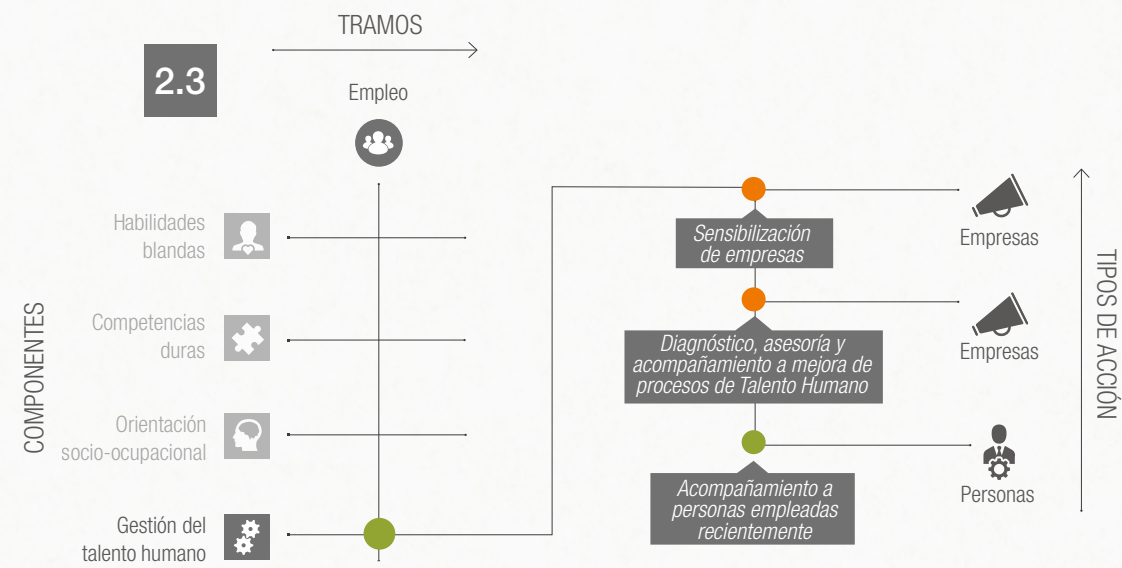 TRAMOS
2.3
Empleo
COMPONENTES
Habilidades
blandas
Competencias
duras
Orientación
socio-ocupacional
Gestión del
talento humano
Sensibilización
de empresas
Empresas
Diagnóstico, asesoría y
acompañamiento a mejora de
procesos de Talento Humano
Empresas
Acompañamiento a
personas empleadas
recientemente
Personas
TIPOS DE ACCIÓN